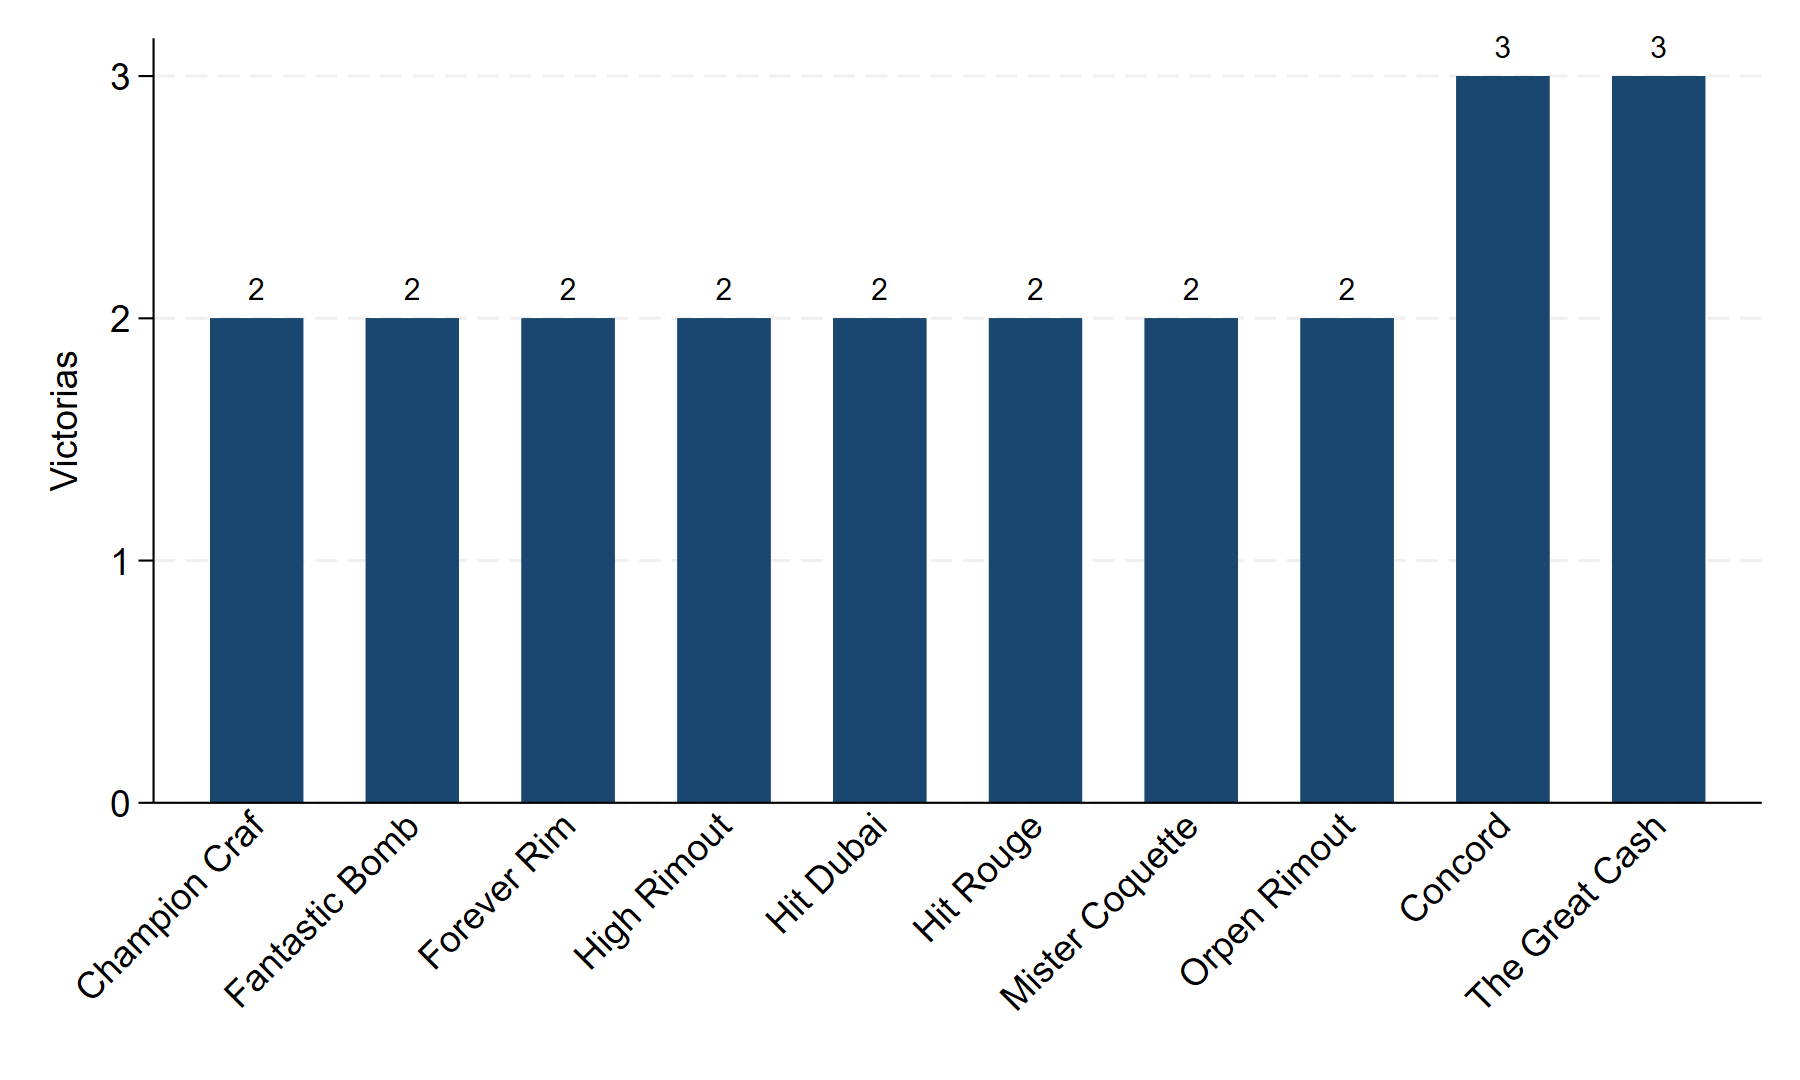 3 3
3
2 2 2 2 2 2 2 2
2
Victorias
1
0
Champion Craf
Fantastic Bomb
Forever Rim
High Rimout
Hit Dubai
Hit Rouge
Mister Coquette
Orpen Rimout
Concord
The Great Cash